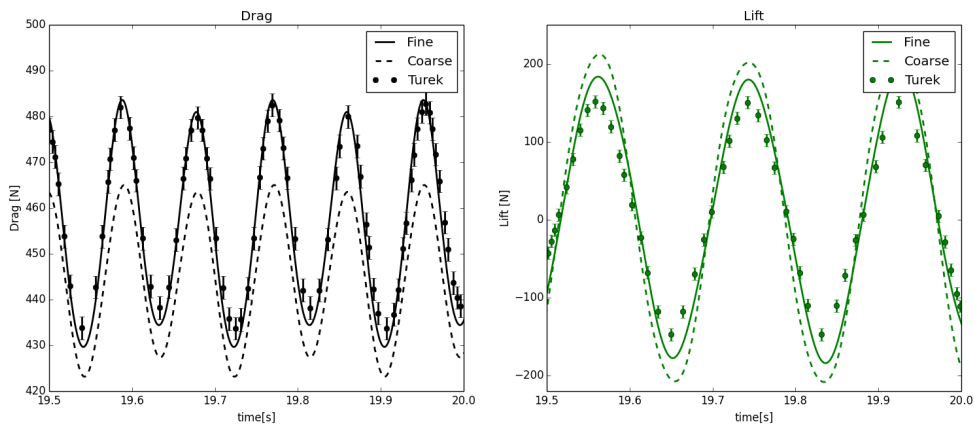 Drag
500
490
480
470
460
450
440
430
420
Drag [N]
19.5 19.6 19.7 19.8 19.9 20.0
time[s]
Fine
Coarse
Turek
Lift
200
100
0
−100
−200
Lift [N]
19.5 19.6 19.7 19.8 19.9 20.0
time[s]
Fine
Coarse
Turek